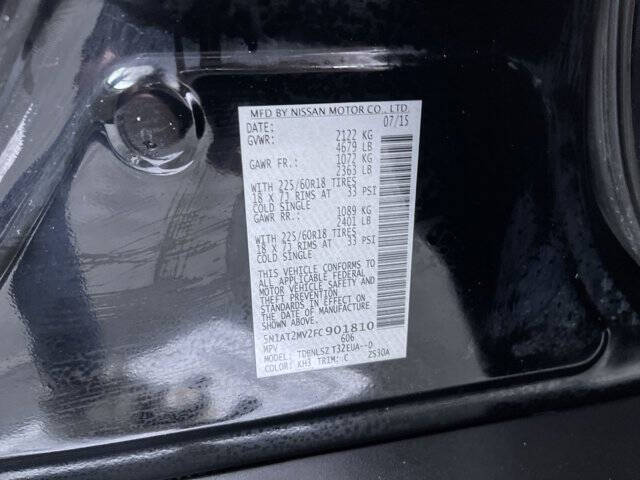 MFD BY NISSAN MOTOR CO., LTD.
DATE: 07/15
GVWR: 2122 KG
4679 LB
GAWR FR.: 1072 KG
2363 LB
WITH 225/60R18 TIRES
18 X 7J RIMS AT 33 PSI
COLD SINGLE
GAWR RR.: 1089 KG
2401 LB
WITH 225/60R18 TIRES
18 X 7J RIMS AT 33 PSI
COLD SINGLE
THIS VEHICLE CONFORMS TO
ALL APPLICABLE FEDERAL
MOTOR VEHICLE SAFETY AND
THEFT PREVENTION
STANDARDS IN EFFECT ON
THE DATE OF MANUFACTURE
SHOWN ABOVE.
5N1AT2MV2FC901810
MPV 606
MODEL: TDBNLSZ T32EUA--D
COLOR: KH3 TRIM: C 2S30A